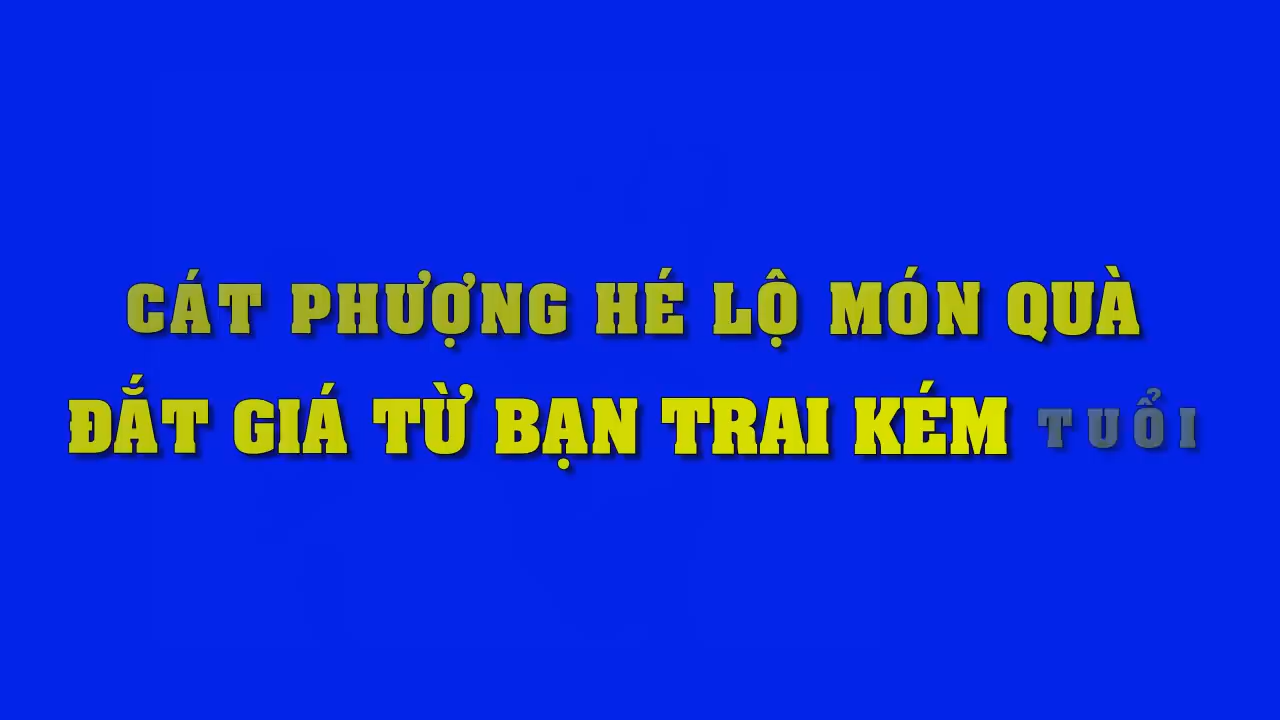 CÁT PHƯỢNG HÉ LỘ MÓN QUÀ
ĐẮT GIÁ TỪ BẠN TRAI KÉM TUỔI